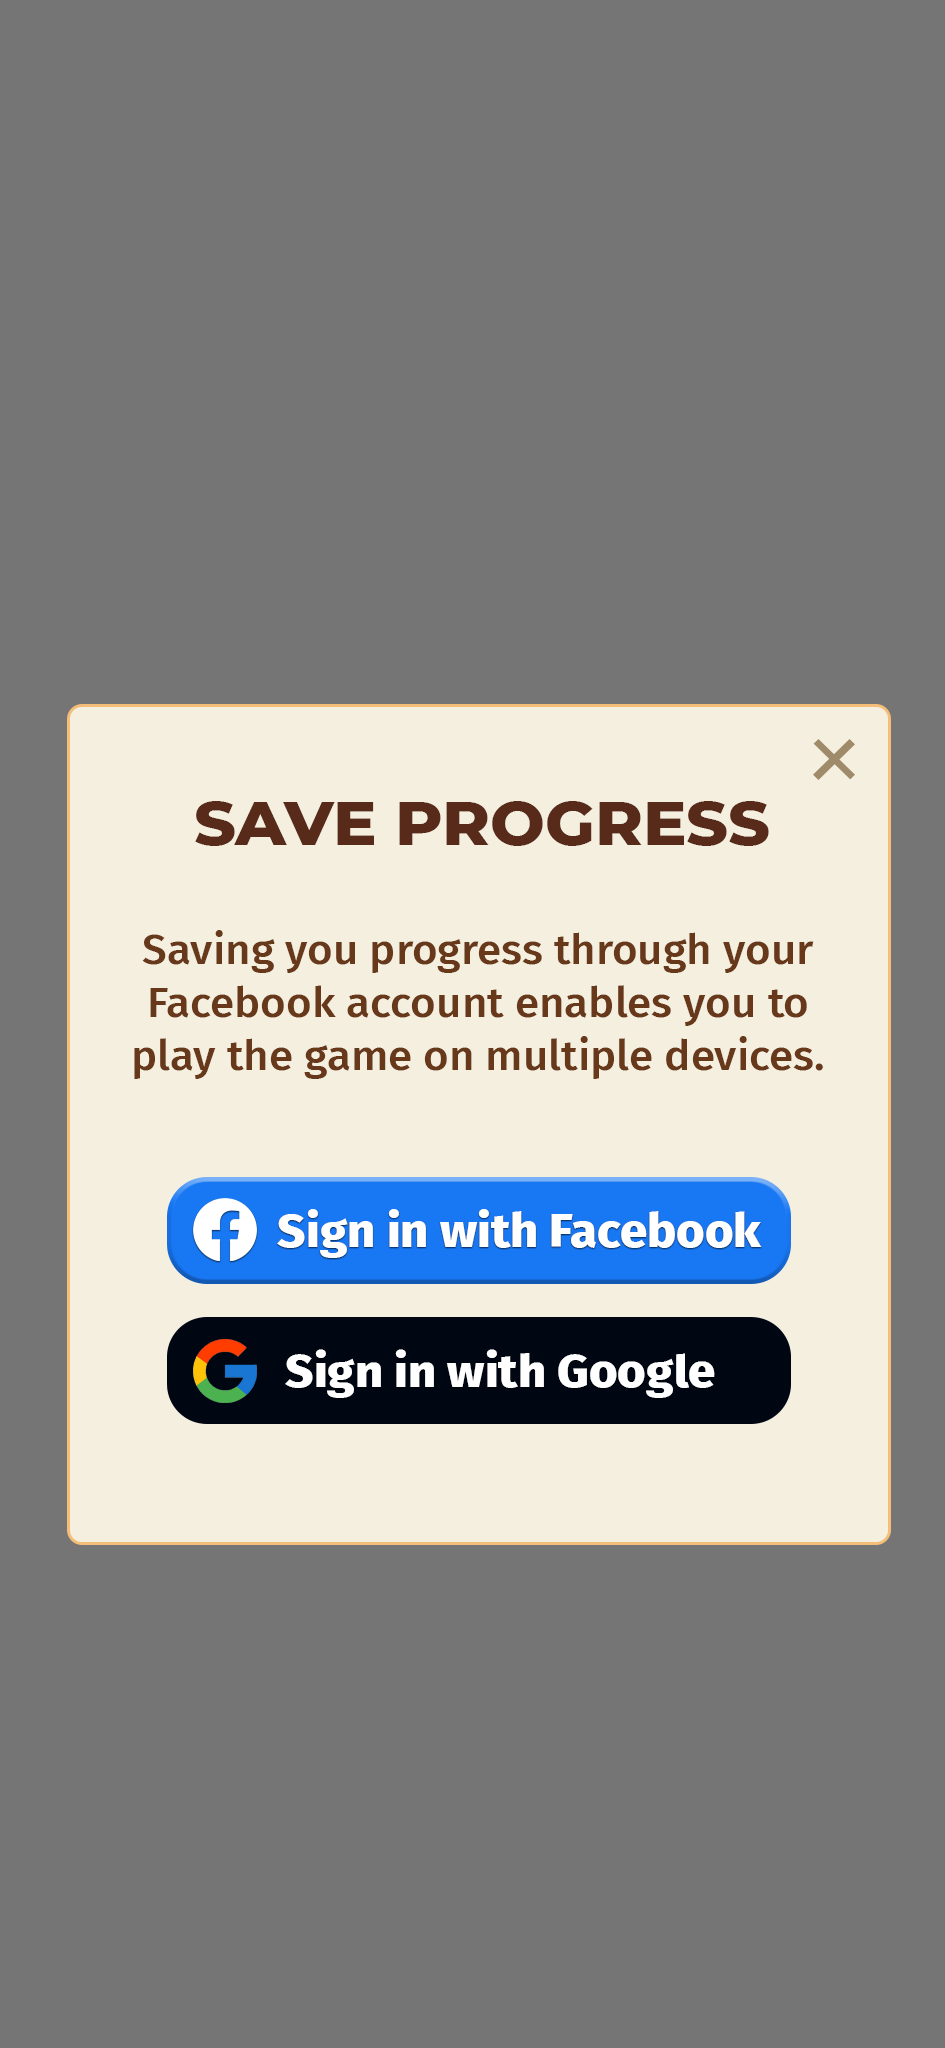 SAVE PROGRESS
Saving you progress through your
Facebook account enables you to
play the game on multiple devices.
Sign in with Facebook
Sign in with Google